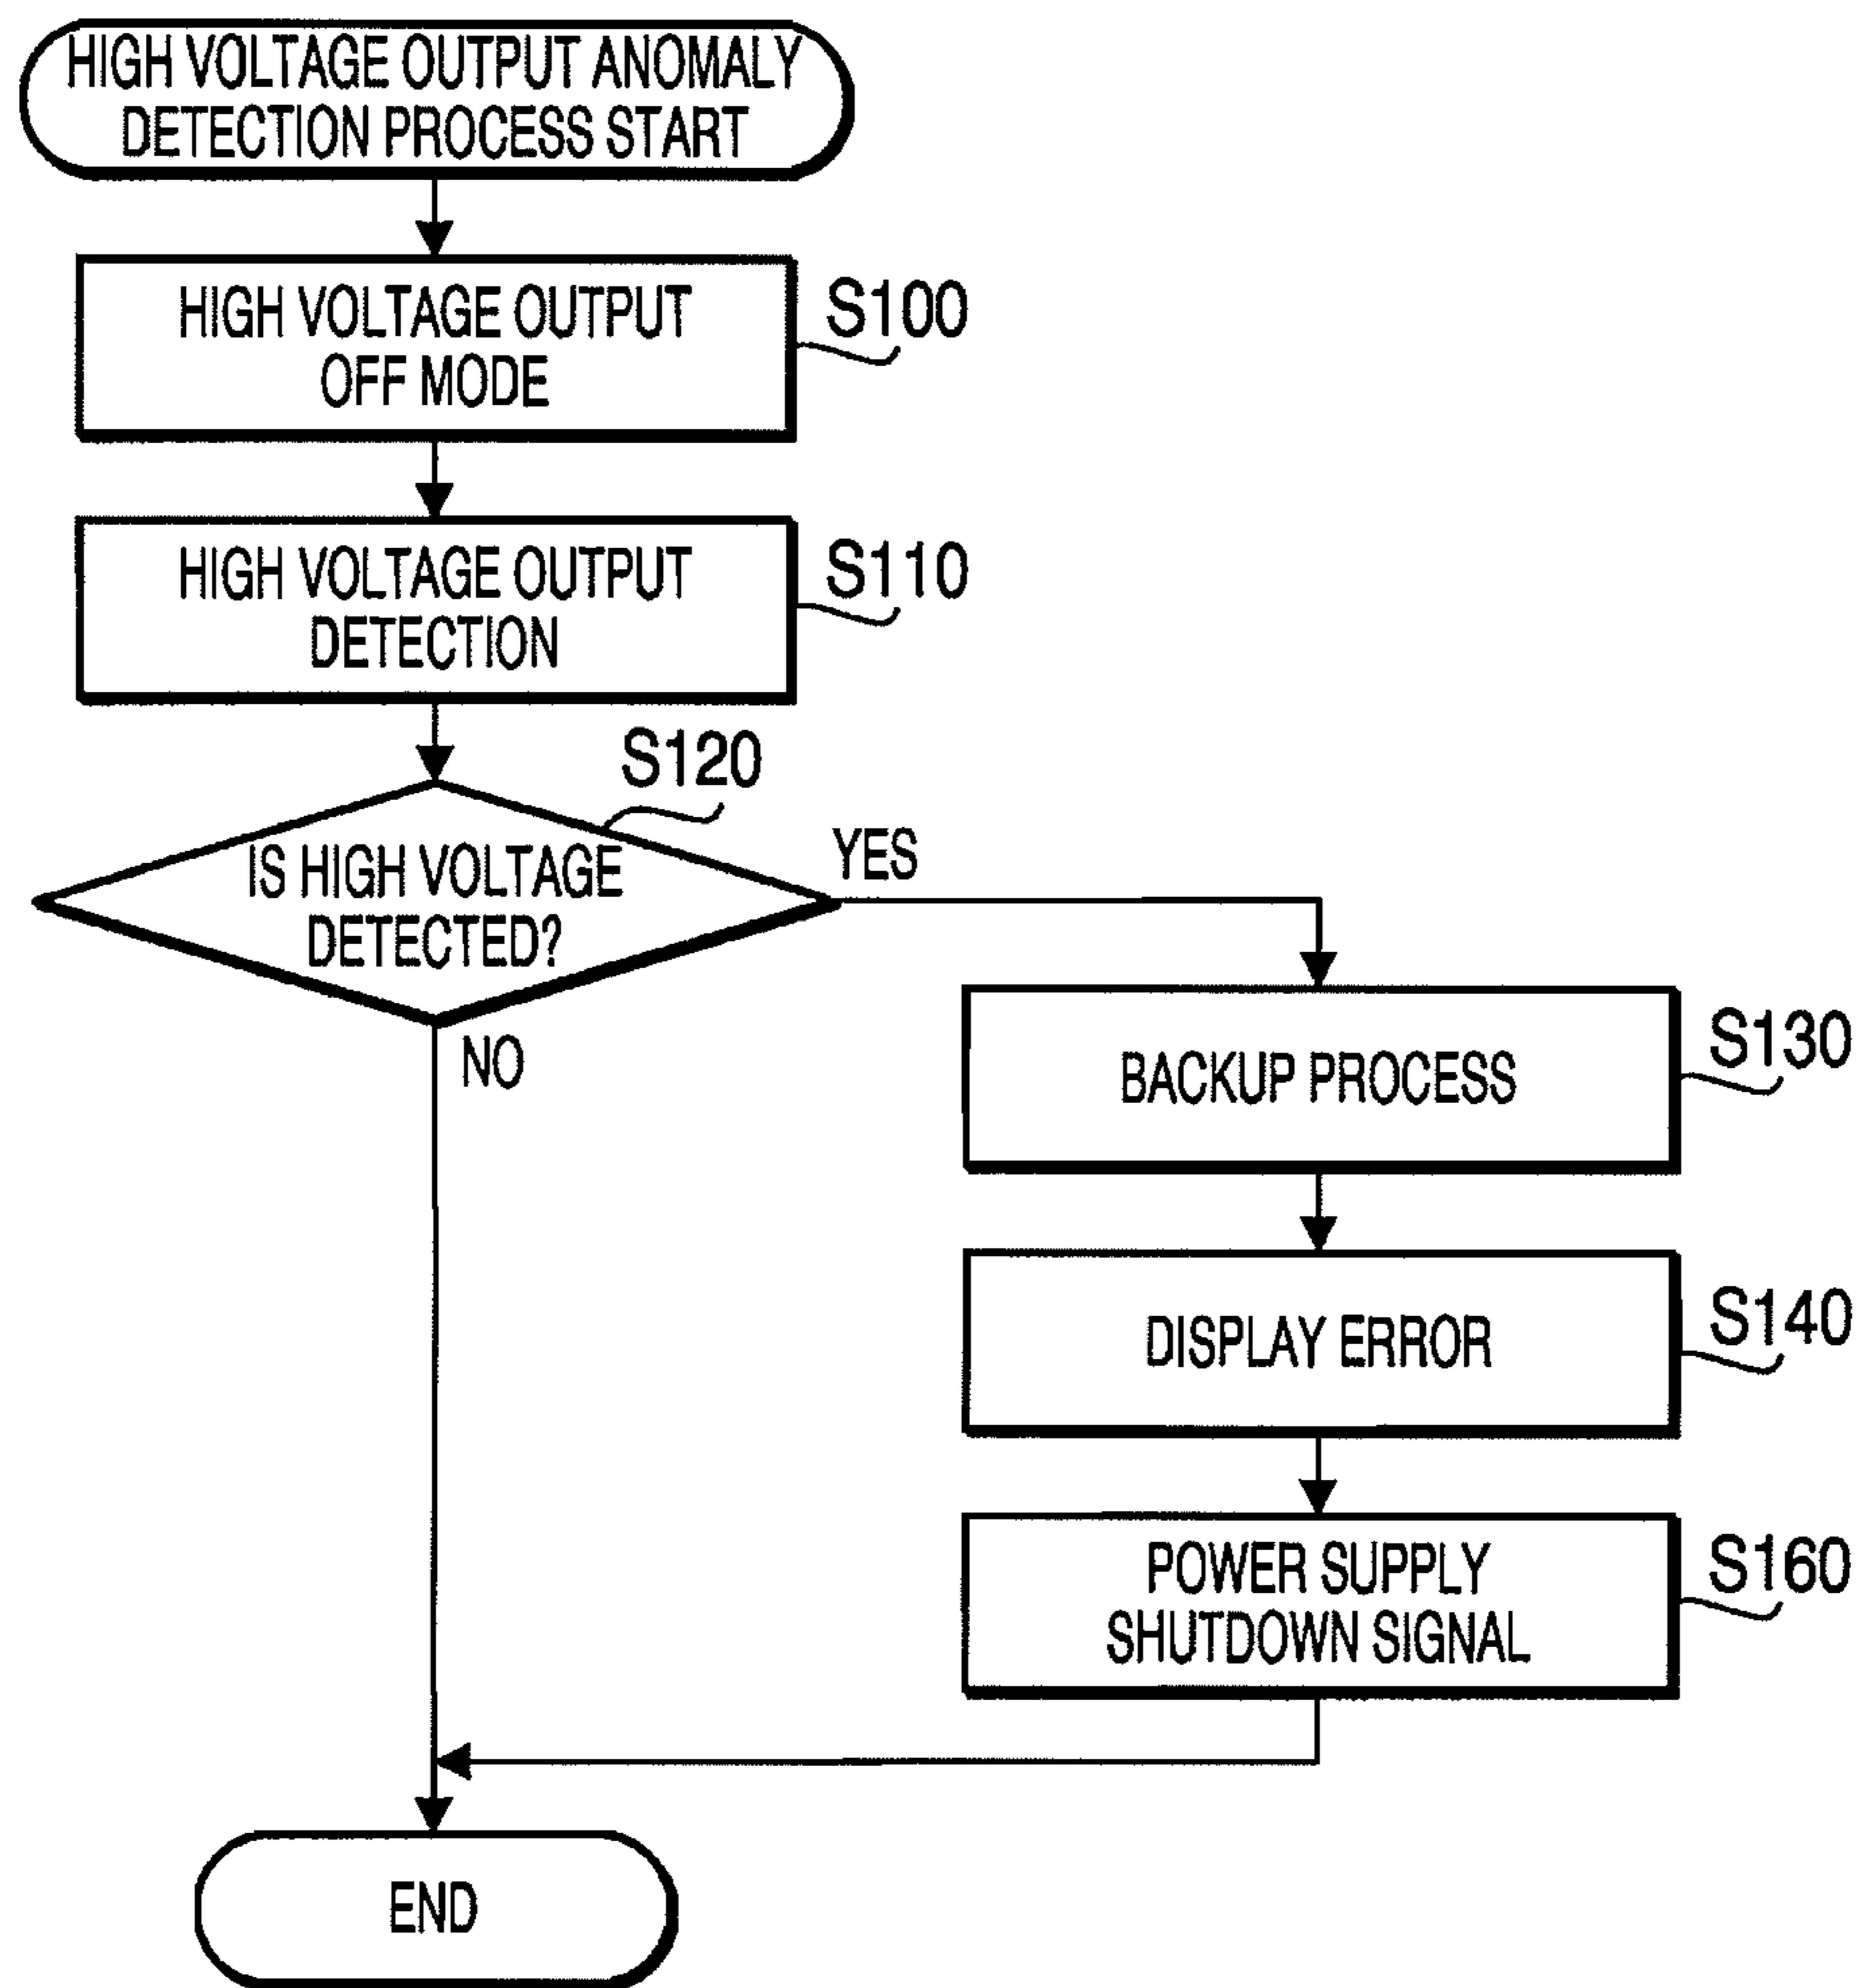 HIGH VOLTAGE OUTPUT ANOMALY
DETECTION PROCESS START
HIGH VOLTAGE OUTPUT
OFF MODE
S100
HIGH VOLTAGE OUTPUT
DETECTION
S110
S120
IS HIGH VOLTAGE
DETECTED?
YES
NO
BACKUP PROCESS
S130
DISPLAY ERROR
S140
POWER SUPPLY
SHUTDOWN SIGNAL
S160
END